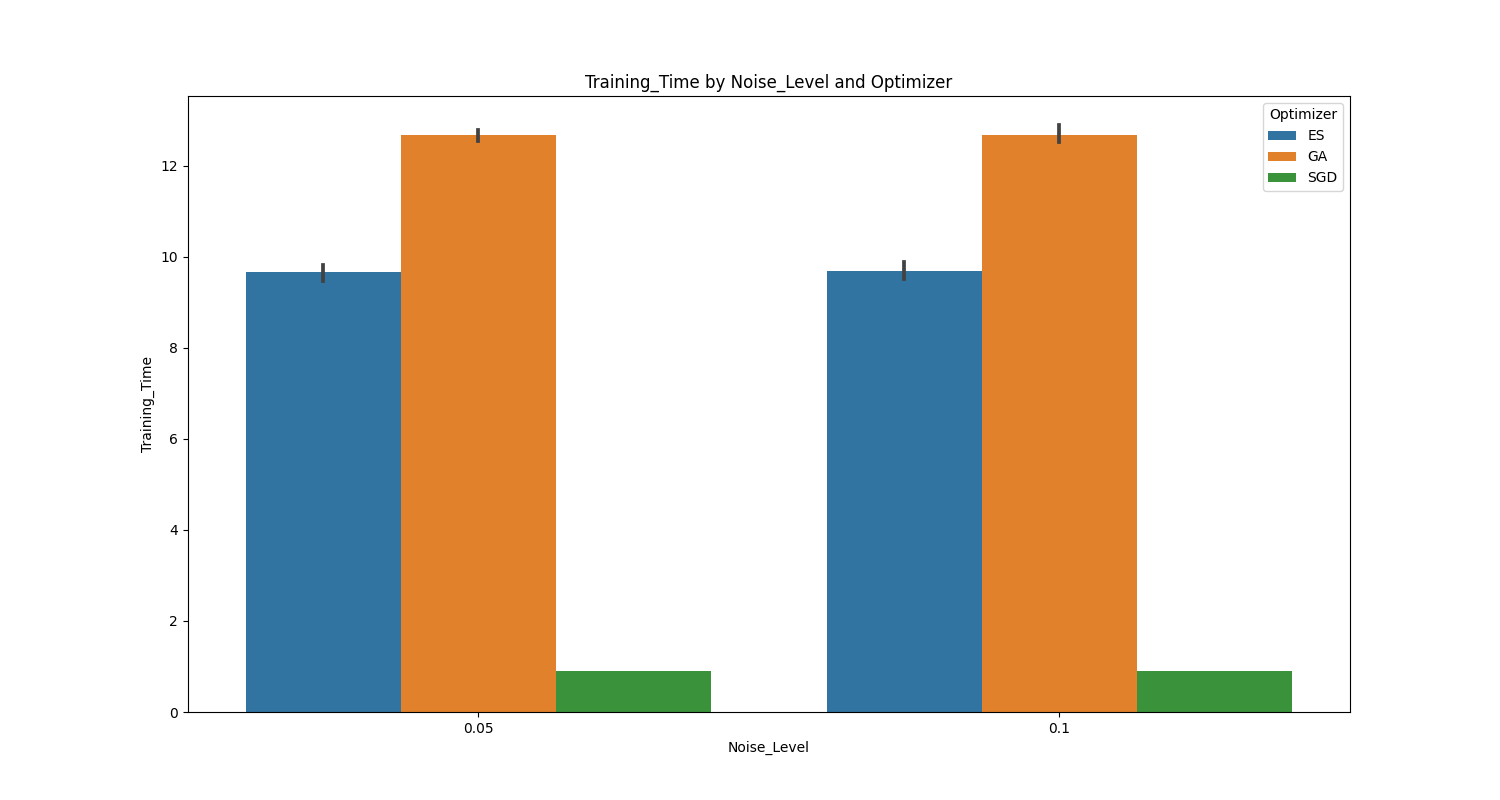 Training_Time by Noise_Level and Optimizer
Optimizer
ES
GA
SGD
Training_Time
12
10
8
6
4
2
0
0.05
0.1
Noise_Level